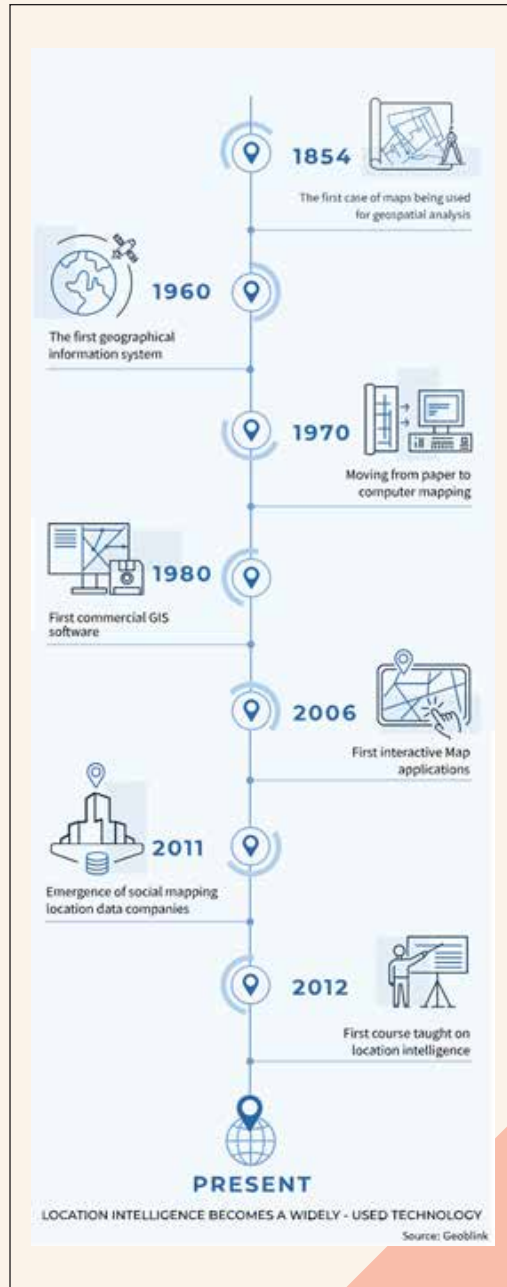 1854
The first case of maps being used
for geospatial analysis
1960
The first geographical
information system
1970
Moving from paper to
computer mapping
1980
First commercial GIS
software
2006
First interactive Map
applications
2011
Emergence of social mapping
location data companies
2012
First course taught on
location intelligence
PRESENT
LOCATION INTELLIGENCE BECOMES A WIDELY - USED TECHNOLOGY
Source: Geoblink